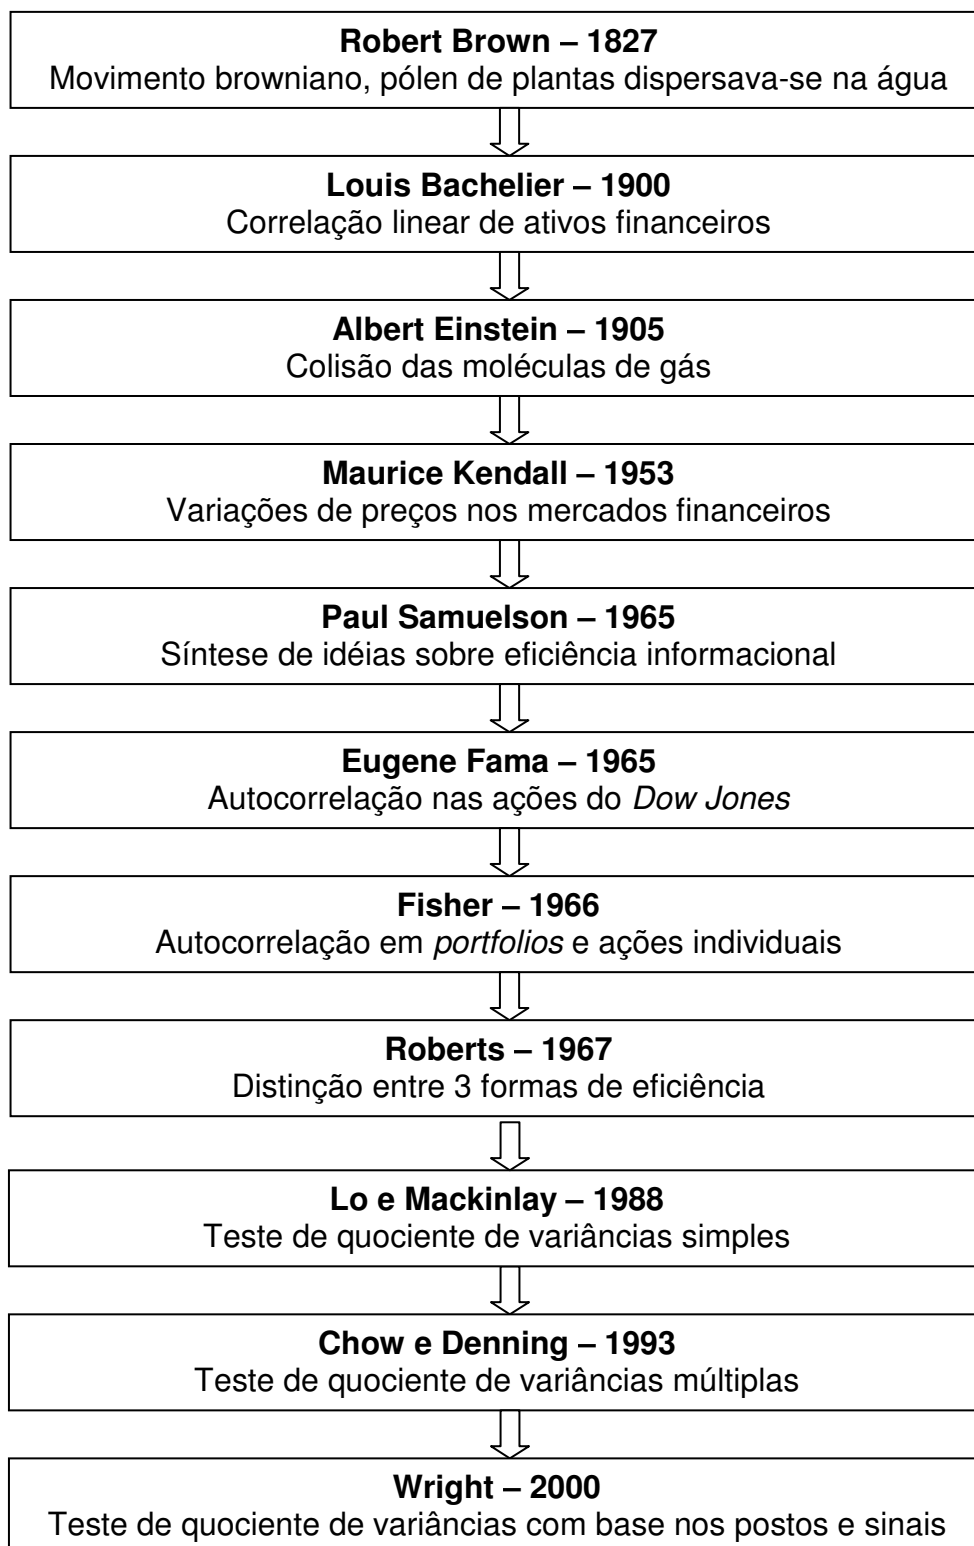 Robert Brown – 1827
Movimento browniano, pólen de plantas dispersava-se na água
Louis Bachelier – 1900
Correlação linear de ativos financeiros
Albert Einstein – 1905
Colisão das moléculas de gás
Maurice Kendall – 1953
Variações de preços nos mercados financeiros
Paul Samuelson – 1965
Síntese de idéias sobre eficiência informacional
Eugene Fama – 1965
Autocorrelação nas ações do Dow Jones
Fisher – 1966
Autocorrelação em portfolios e ações individuais
Roberts – 1967
Distinção entre 3 formas de eficiência
Lo e Mackinlay – 1988
Teste de quociente de variâncias simples
Chow e Denning – 1993
Teste de quociente de variâncias múltiplas
Wright – 2000
Teste de quociente de variâncias com base nos postos e sinais